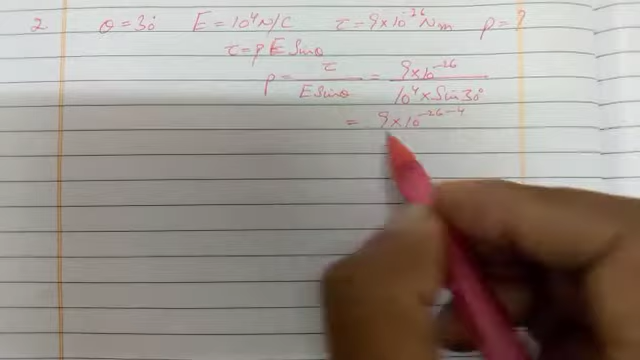 2 θ = 30° E = 10⁴ N/C τ = 9×10⁻²⁶ Nm p = ?
τ = p E Sinθ
p = τ / E Sinθ = 9×10⁻²⁶ / 10⁴ × Sin 30°
= 9×10⁻²⁶⁻⁴